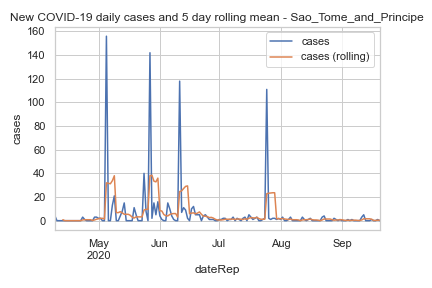 New COVID-19 daily cases and 5 day rolling mean - Sao_Tome_and_Principe
cases
cases (rolling)
160
140
120
100
80
60
40
20
0
cases
May
2020
Jun
Jul
Aug
Sep
dateRep